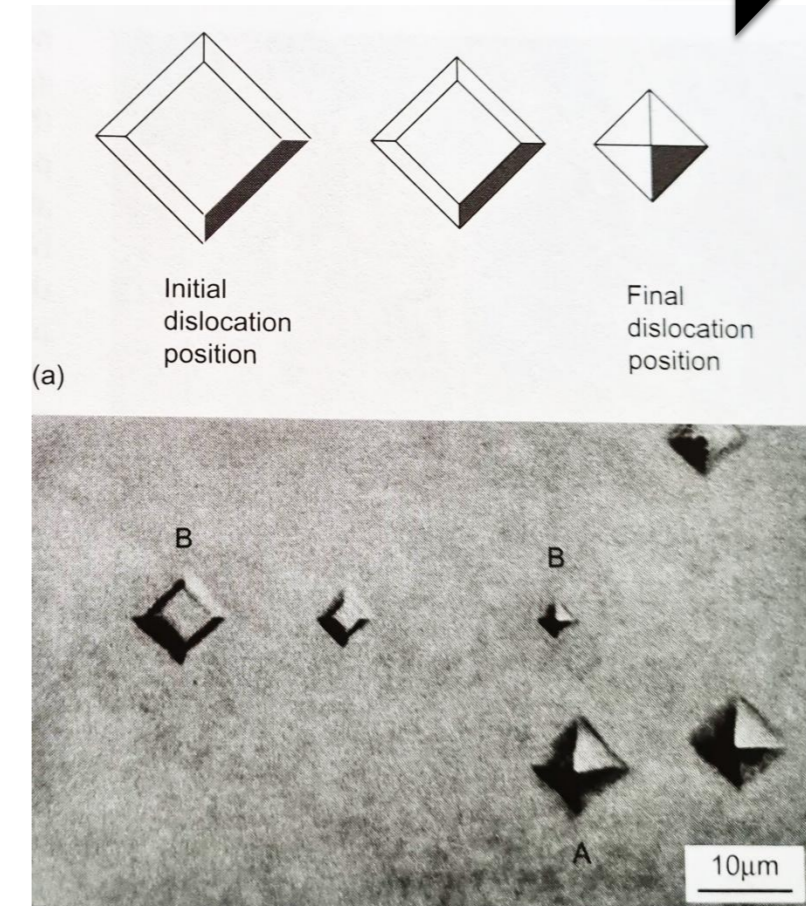 Initial
dislocation
position
Final
dislocation
position
(a)
B
B
A
10μm